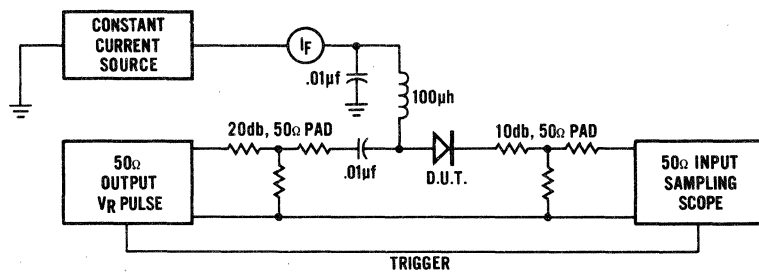 CONSTANT
CURRENT
SOURCE
IF
.01μf
100μh
20db, 50Ω PAD
10db, 50Ω PAD
.01μf
D.U.T.
50Ω
OUTPUT
VR PULSE
50Ω INPUT
SAMPLING
SCOPE
TRIGGER